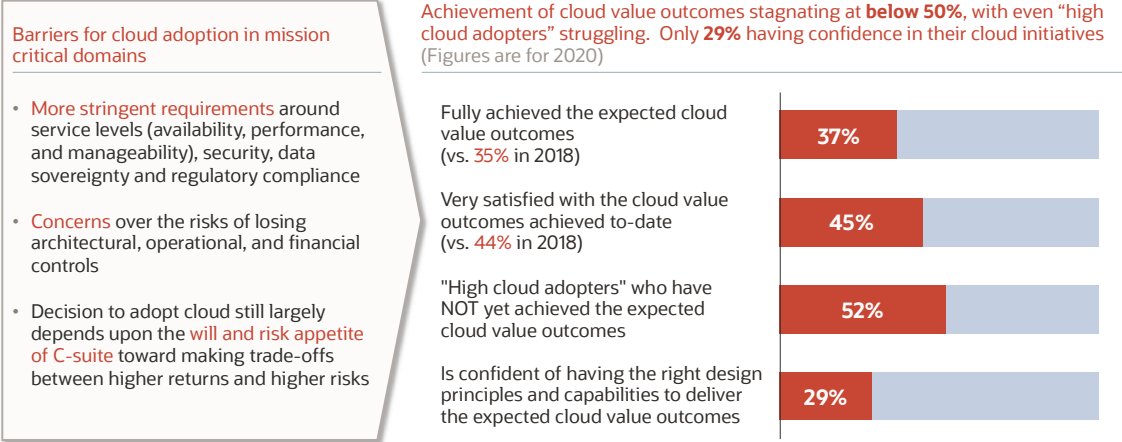 Barriers for cloud adoption in mission
critical domains
• More stringent requirements around
service levels (availability, performance,
and manageability), security, data
sovereignty and regulatory compliance
• Concerns over the risks of losing
architectural, operational, and financial
controls
• Decision to adopt cloud still largely
depends upon the will and risk appetite
of C-suite toward making trade-offs
between higher returns and higher risks
Achievement of cloud value outcomes stagnating at below 50%, with even “high
cloud adopters” struggling. Only 29% having confidence in their cloud initiatives
(Figures are for 2020)
Fully achieved the expected cloud
value outcomes
(vs. 35% in 2018)
37%
Very satisfied with the cloud value
outcomes achieved to-date
(vs. 44% in 2018)
45%
"High cloud adopters" who have
NOT yet achieved the expected
cloud value outcomes
52%
Is confident of having the right design
principles and capabilities to deliver
the expected cloud value outcomes
29%